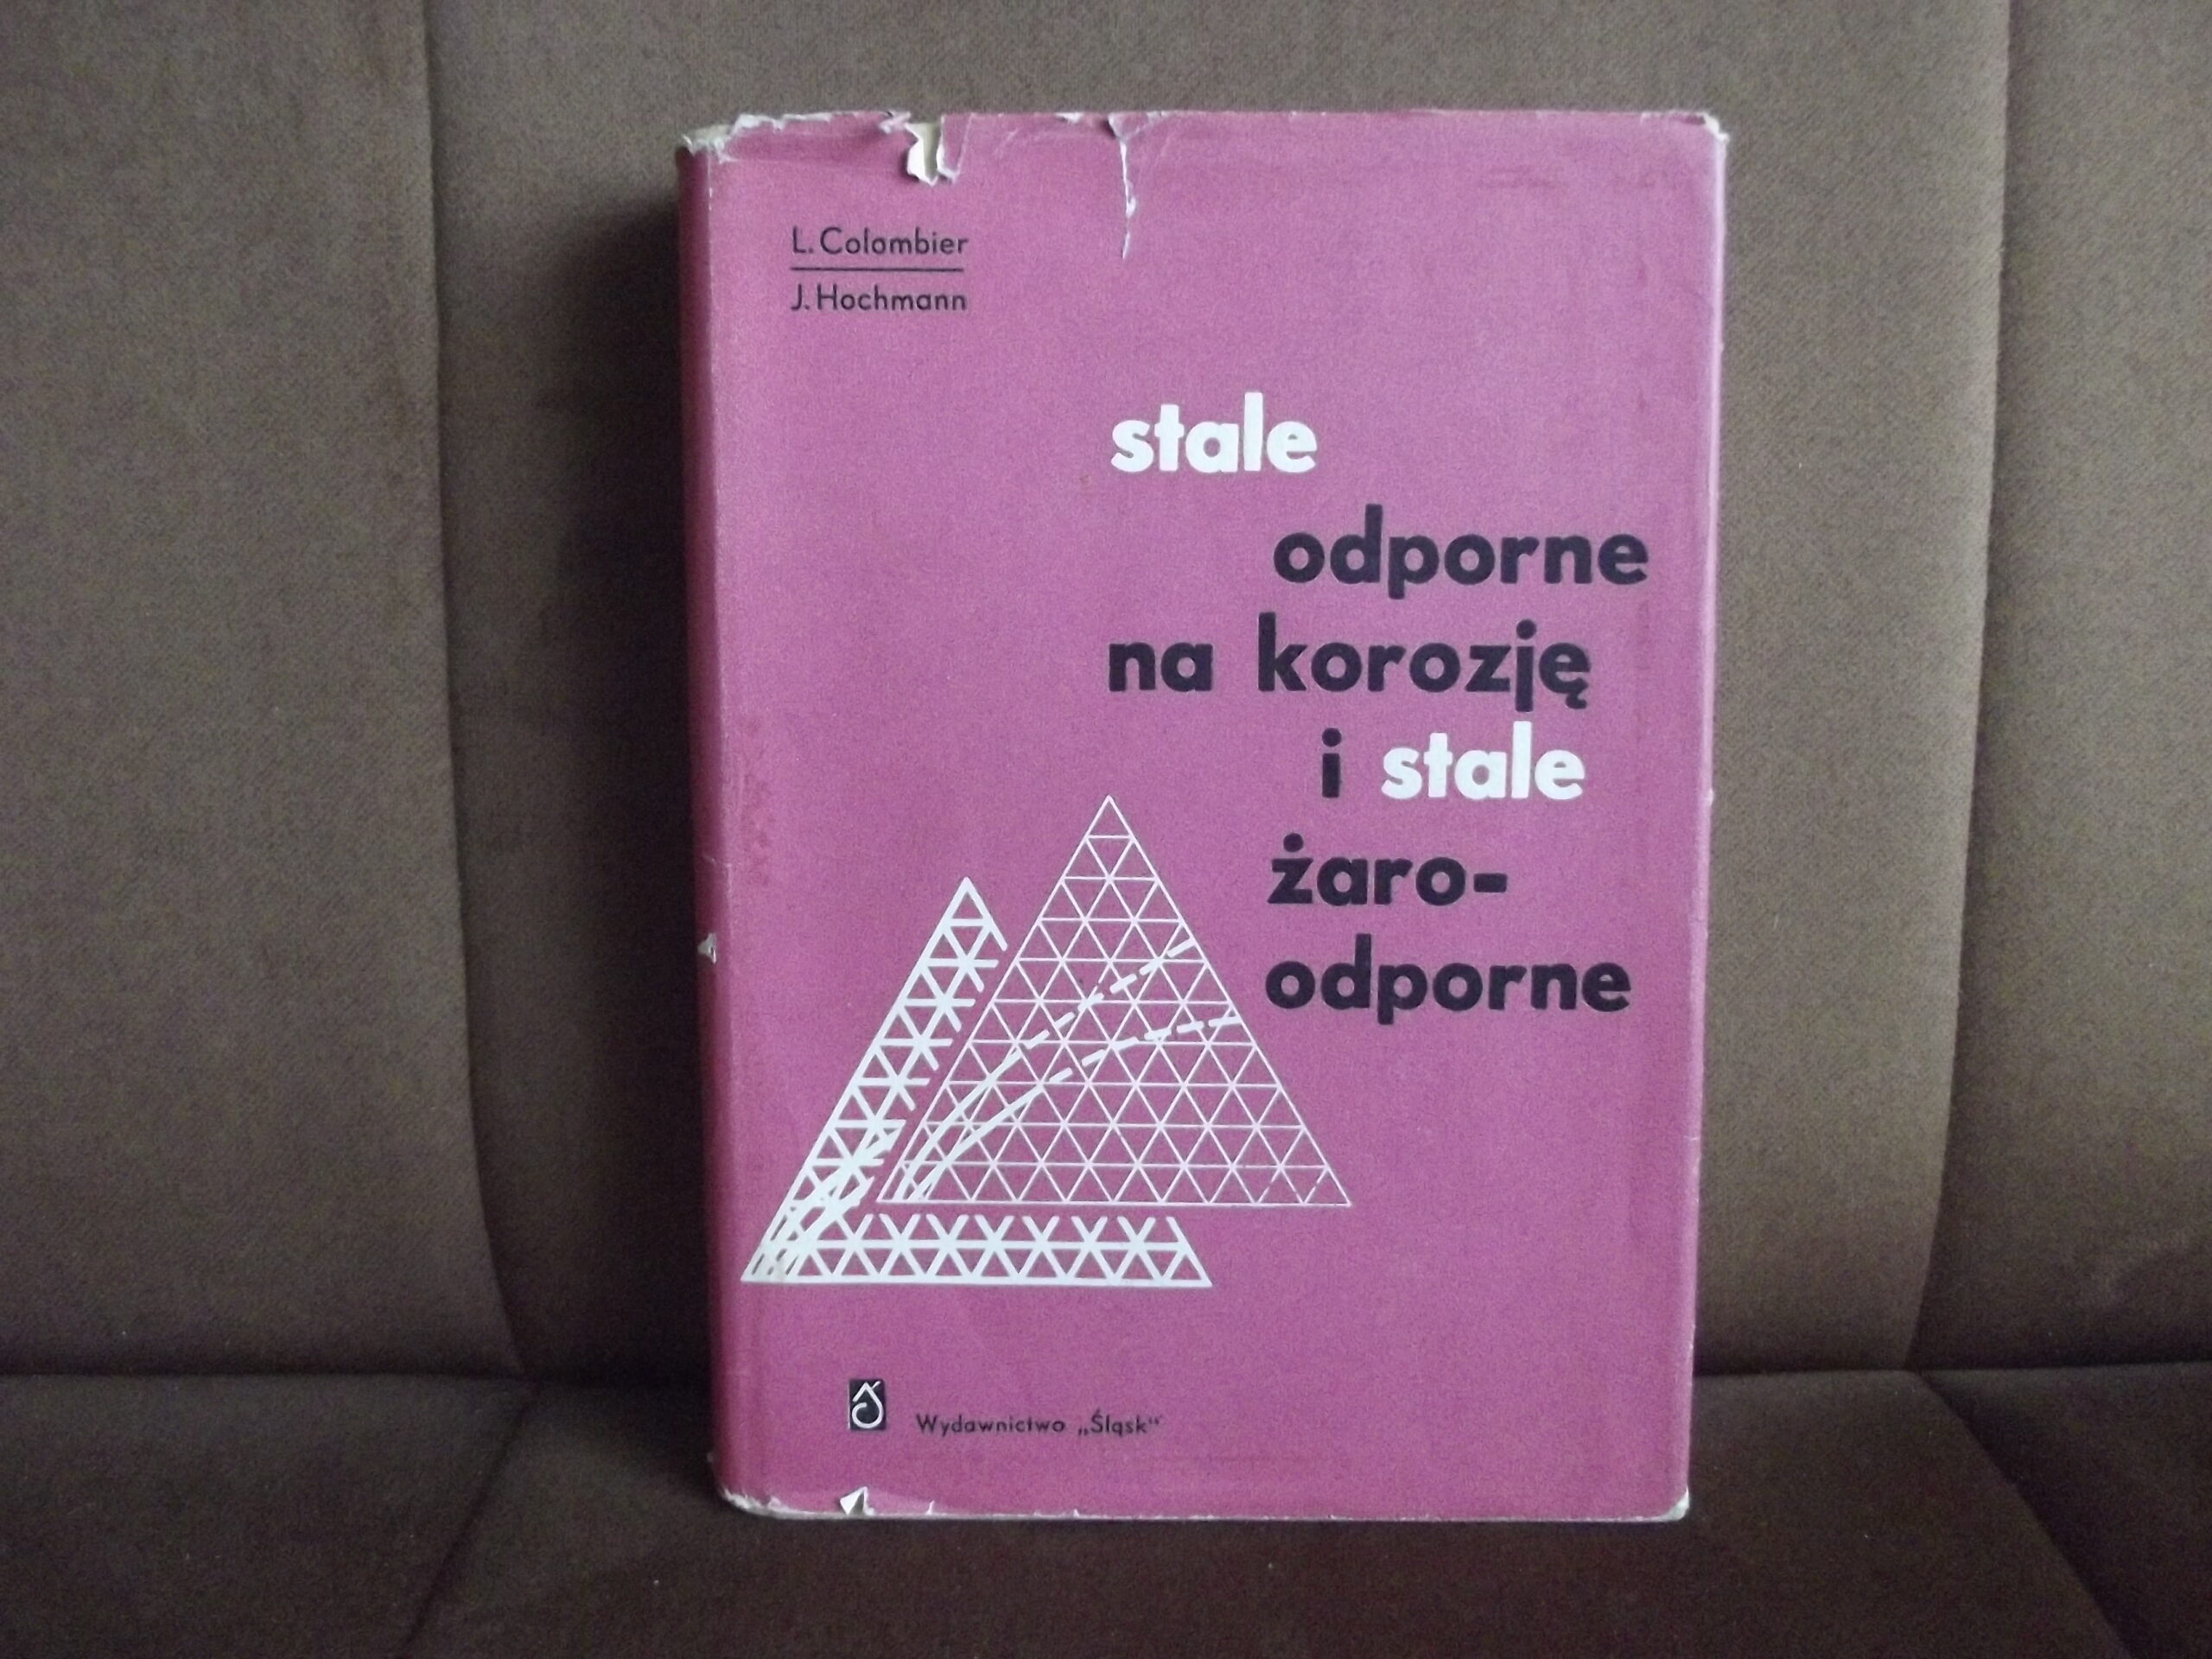 L. Colombier
J. Hochmann
stale
odporne
na korozję
i stale
żaro-
odporne
Wydawnictwo „Śląsk"